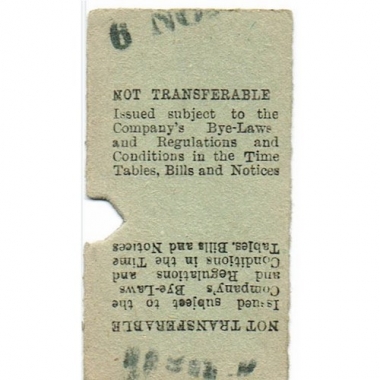 NOT TRANSFERABLE
Issued subject to the
Company's Bye-Laws
and Regulations and
Conditions in the Time
Tables, Bills and Notices
NOT TRANSFERABLE
Issued subject to the
Company's Bye-Laws
and Regulations and
Conditions in the Time
Tables, Bills and Notices